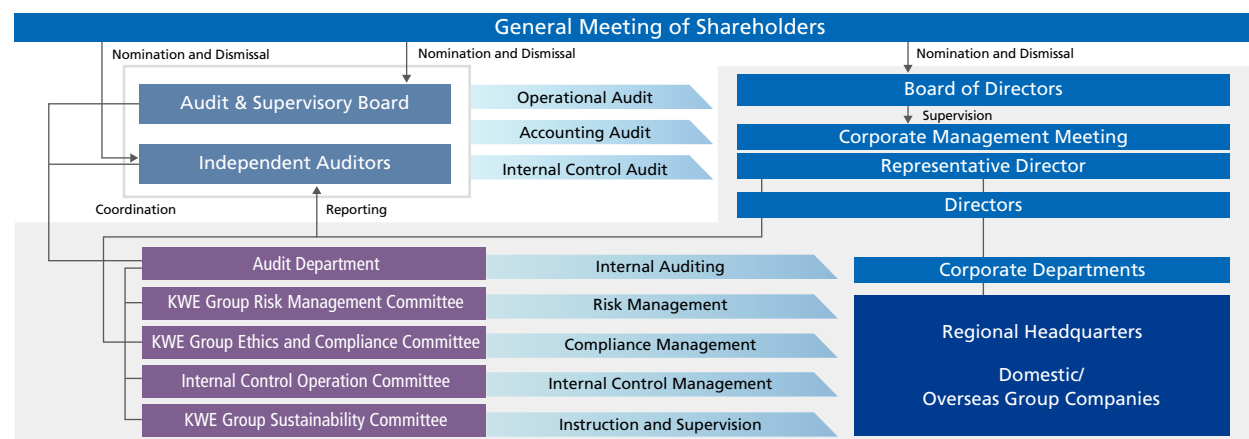 General Meeting of Shareholders
Nomination and Dismissal
Nomination and Dismissal
Nomination and Dismissal
Audit & Supervisory Board
Operational Audit
Board of Directors
Supervision
Accounting Audit
Corporate Management Meeting
Independent Auditors
Internal Control Audit
Representative Director
Coordination
Reporting
Directors
Audit Department
Internal Auditing
Corporate Departments
KWE Group Risk Management Committee
Risk Management
KWE Group Ethics and Compliance Committee
Compliance Management
Regional Headquarters
Internal Control Operation Committee
Internal Control Management
Domestic/
Overseas Group Companies
KWE Group Sustainability Committee
Instruction and Supervision